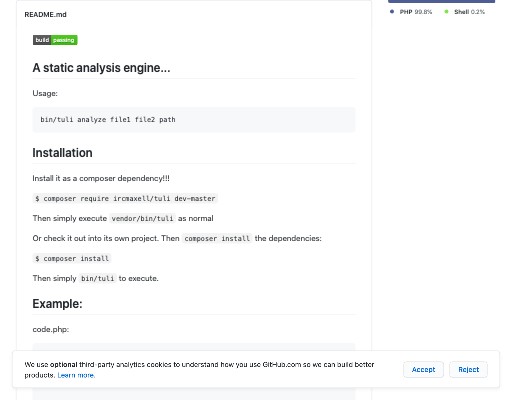 README.md
PHP 99.8%
Shell 0.2%
build passing
A static analysis engine...
Usage:
bin/tuli analyze file1 file2 path
Installation
Install it as a composer dependency!!!
$ composer require ircmaxell/tuli dev-master
Then simply execute vendor/bin/tuli as normal
Or check it out into its own project. Then composer install the dependencies:
$ composer install
Then simply bin/tuli to execute.
Example:
code.php:
We use optional third-party analytics cookies to understand how you use GitHub.com so we can build better
products. Learn more.
Accept
Reject